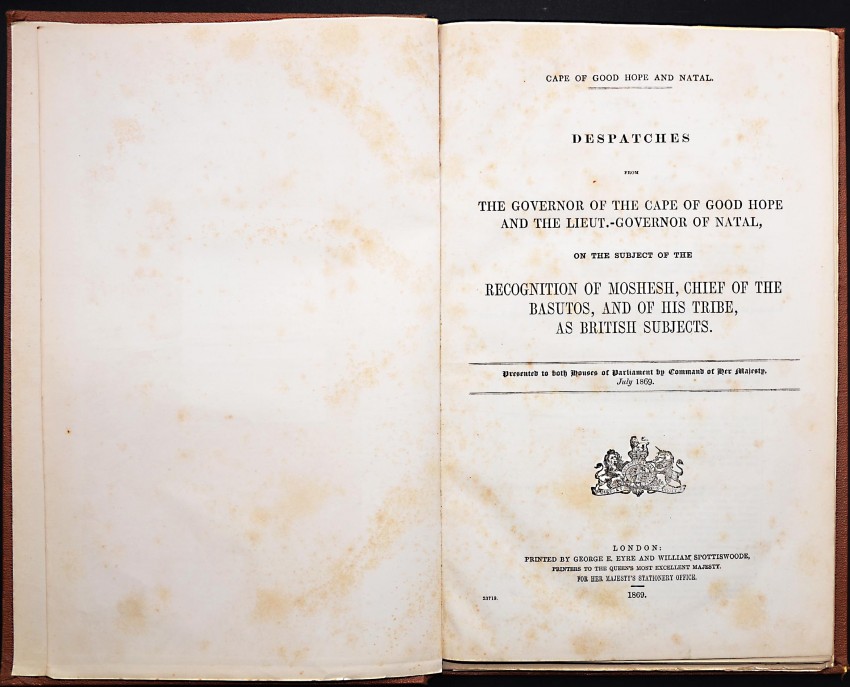 CAPE OF GOOD HOPE AND NATAL.
DESPATCHES
FROM
THE GOVERNOR OF THE CAPE OF GOOD HOPE
AND THE LIEUT.-GOVERNOR OF NATAL,
ON THE SUBJECT OF THE
RECOGNITION OF MOSHESH, CHIEF OF THE
BASUTOS, AND OF HIS TRIBE,
AS BRITISH SUBJECTS.
Presented to both Houses of Parliament by Command of Her Majesty.
July 1869.
LONDON:
PRINTED BY GEORGE E. EYRE AND WILLIAM SPOTTISWOODE,
PRINTERS TO THE QUEEN'S MOST EXCELLENT MAJESTY.
FOR HER MAJESTY'S STATIONERY OFFICE.
1869.